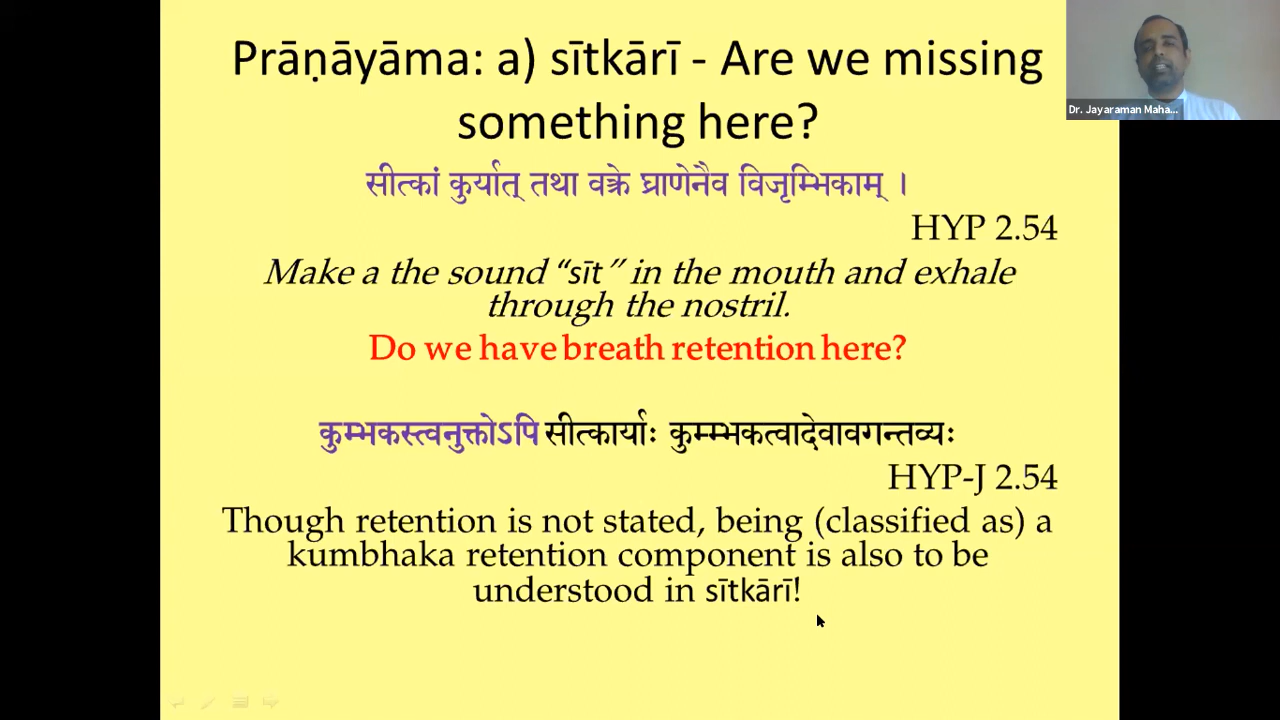 Prāṇāyāma: a) sītkārī - Are we missing
something here?
सीत्कां कुर्यात् तथा वक्त्रे घ्राणेनैव विजृम्भिकाम् ।
HYP 2.54
Make a the sound “sīt” in the mouth and exhale
through the nostril.
Do we have breath retention here?
कुम्भकस्त्वनुक्तोऽपि सीत्कार्याः कुम्म्भकत्वादेवावगन्तव्यः
HYP-J 2.54
Though retention is not stated, being (classified as) a
kumbhaka retention component is also to be
understood in sītkārī!
Dr. Jayaraman Maha...